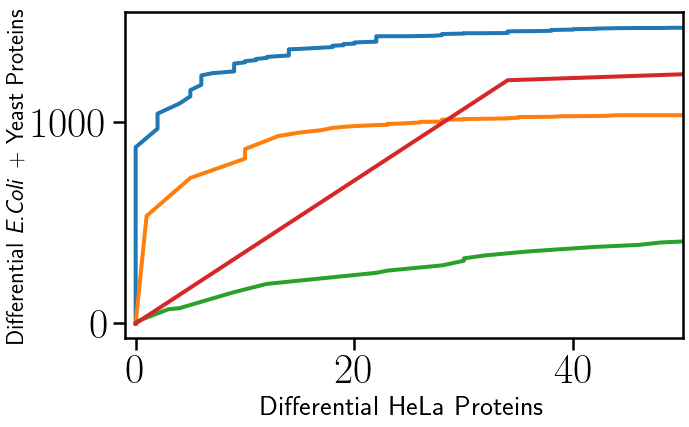 Differential E.Coli + Yeast Proteins
1000
0
0 20 40
Differential HeLa Proteins